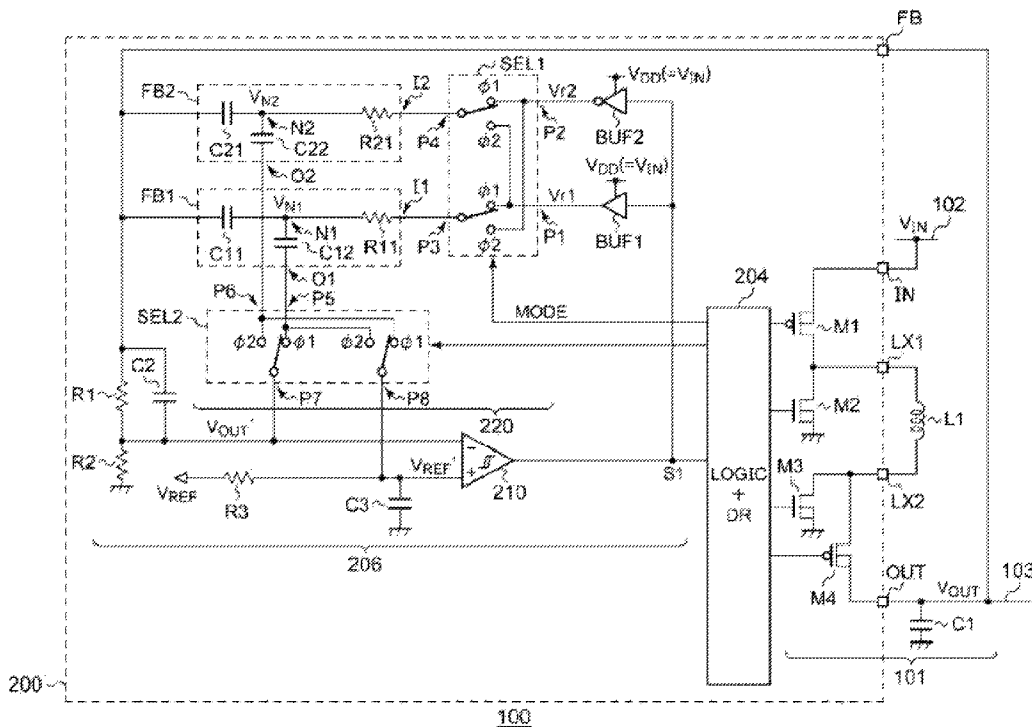 FB
SEL1
I2
Vr2
VDD(=VIN)
FB2
VN2
N2
C21
C22
R21
P4
φ1
φ2
P2
BUF2
O2
VDD(=VIN)
FB1
VN1
I1
φ1
Vr1
N1
C11
C12
R11
P3
φ2
P1
BUF1
O1
P6
P5
VIN
102
SEL2
MODE
204
IN
φ2
φ1
φ2
φ1
M1
LX1
C2
R1
P7
P8
M2
220
L1
VOUT'
R2
S1
LOGIC
+
DR
M3
LX2
VREF
R3
VREF'
210
C3
206
OUT
M4
VOUT
103
C1
101
200
100